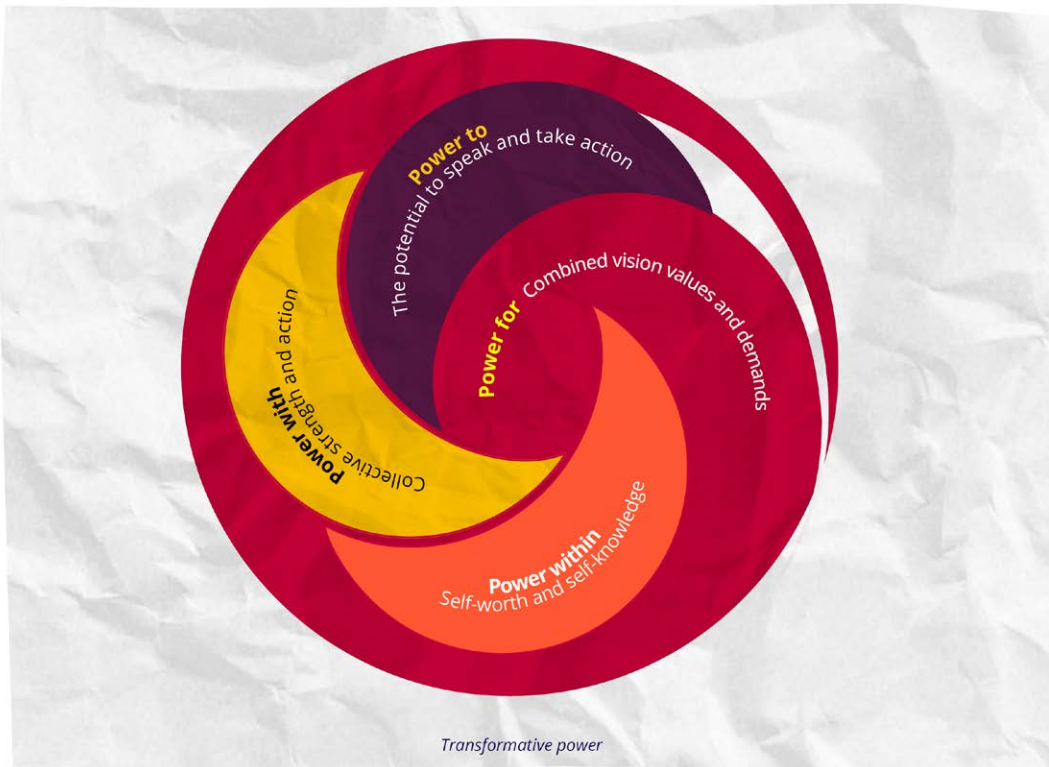 Power to
The potential to speak and take action
Power for Combined vision values and demands
Power with
Collective strength and action
Power within
Self-worth and self-knowledge
Transformative power